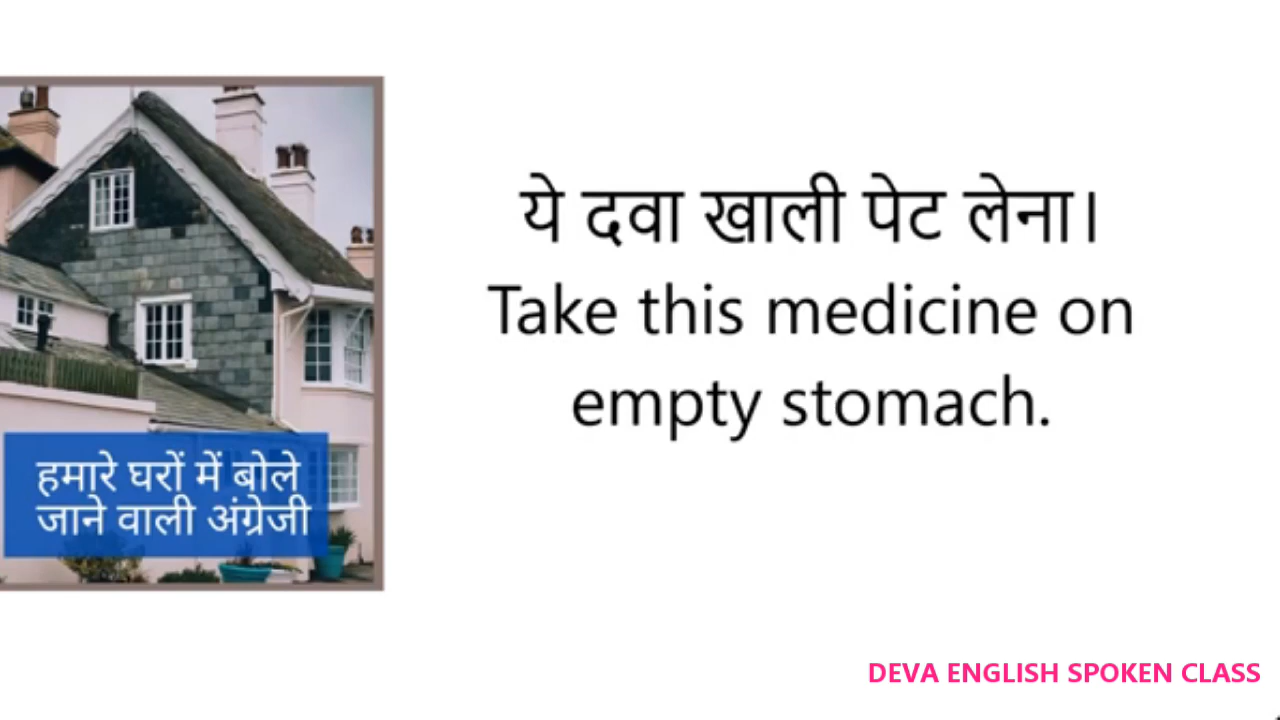 ये दवा खाली पेट लेना।
Take this medicine on
empty stomach.
हमारे घरों में बोले
जाने वाली अंग्रेजी
DEVA ENGLISH SPOKEN CLASS